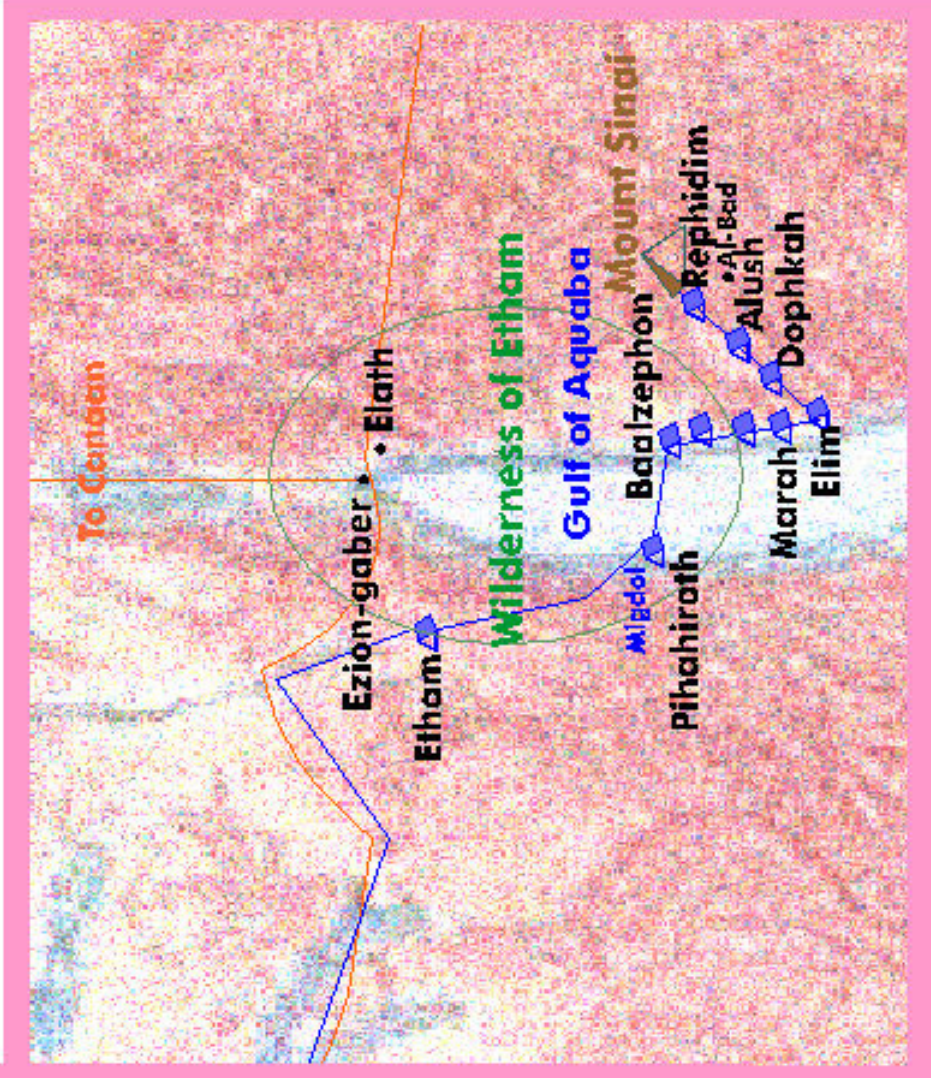 To Canaan
Ezion-gaber
Elath
Etham
Wilderness of Etham
Gulf of Aquaba
Mount Sinai
Migdol
Baalzephon
Pihahiroth
Rephidim
Al-Bad
Alush
Dophkah
Marah
Elim